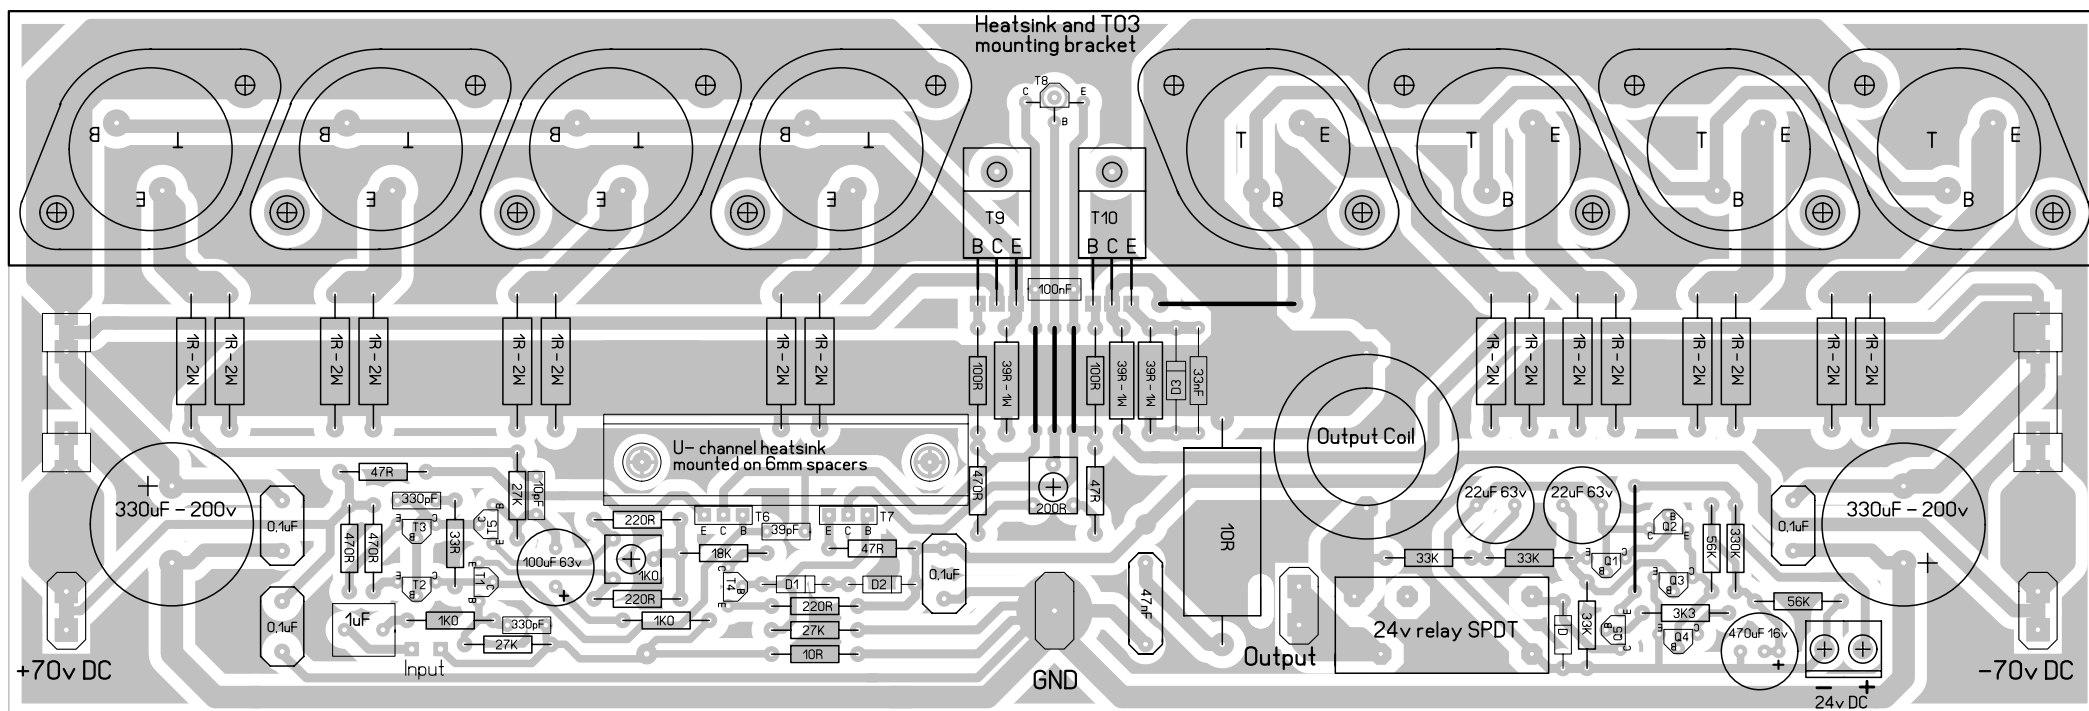 Heatsink and TO3
mounting bracket
T8
C
E
B
B
T
E
B
T
E
B
T
E
B
T
E
T
E
B
T
E
B
T
E
B
T
E
B
T9
B C E
T10
B C E
100nF
1R-2W
1R-2W
1R-2W
1R-2W
1R-2W
1R-2W
1R-2W
1R-2W
100R
39R-1W
100R
39R-1W
39R-1W
D3
33nF
1R-2W
1R-2W
1R-2W
1R-2W
1R-2W
1R-2W
1R-2W
1R-2W
Output Coil
U- channel heatsink
mounted on 6mm spacers
+
330uF-200v
0,1uF
0,1uF
47R
330pF
470R
470R
E
T3
B
C
33R
E
T2
B
C
B
T5
C
E
E
T1
C
B
27K
10pF
100uF 63v
+
220R
1K0
220R
1K0
1uF
1K0
330pF
27K
Input
T6
E C B
39pF
T7
E C B
18K
47R
C
T4
B
E
D1
D2
220R
27K
10R
0,1uF
470R
200R
47R
47nF
10R
22uF 63v
22uF 63v
33K
33K
24v relay SPDT
D
33K
B
Q2
C
E
E
Q1
B
C
Q3
B
C
E
Q5
B
C
E
Q4
B
C
56K
330K
3K3
56K
470uF 16v
+
0,1uF
330uF-200v
+
- +
24v DC
+70v DC
GND
Output
-70v DC